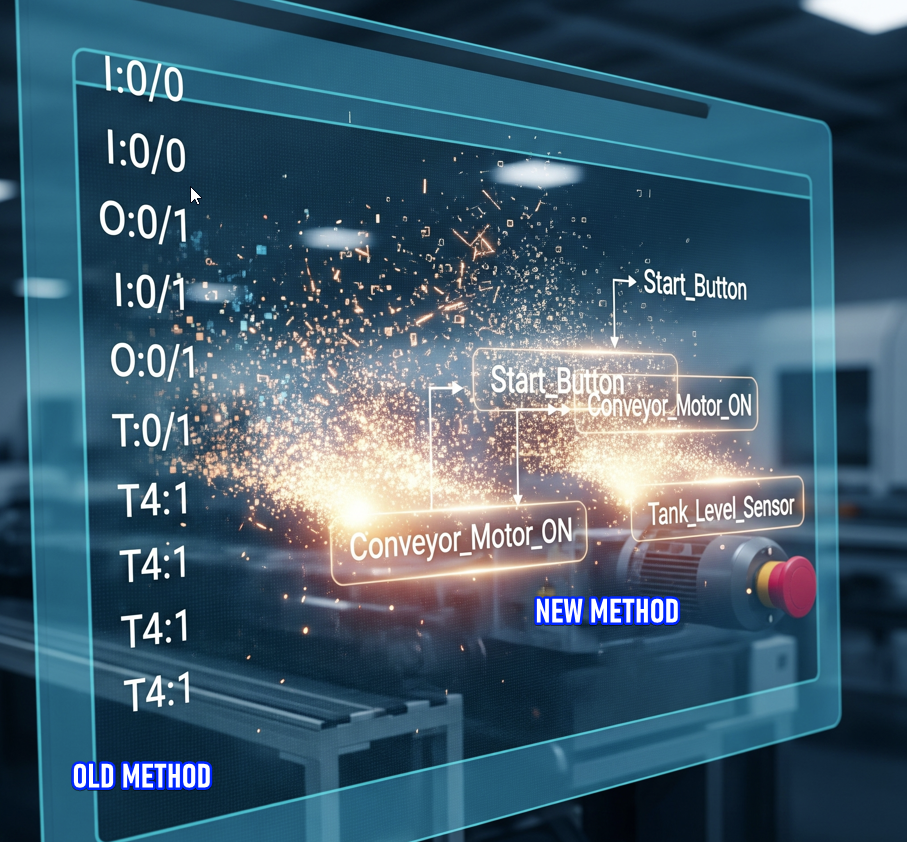 I:0/0
I:0/0
O:0/1
I:0/1
O:0/1
T:0/1
T4:1
T4:1
T4:1
T4:1
OLD METHOD
Start_Button
Start_Button
Conveyor_Motor_ON
Tank_Level_Sensor
Conveyor_Motor_ON
NEW METHOD